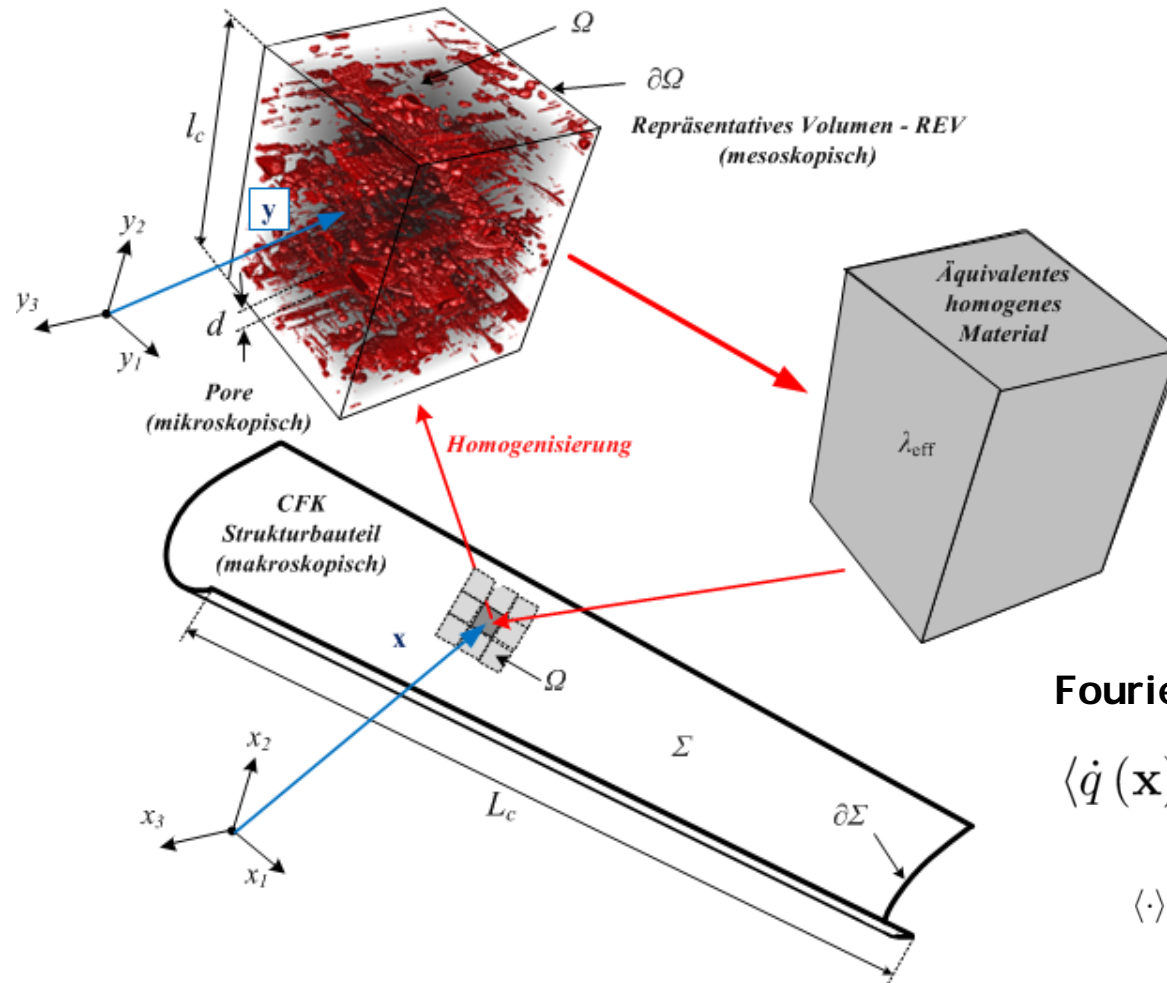 Ω
∂Ω
Repräsentatives Volumen - REV
(mesoskopisch)
l_c
y
y_2
y_3
y_1
d
Pore
(mikroskopisch)
Homogenisierung
Äquivalentes
homogenes
Material
λ_eff
CFK
Strukturbauteil
(makroskopisch)
x
Ω
Σ
x_2
x_3
x_1
L_c
∂Σ
Fourie
⟨q̇ (x)
⟨·⟩